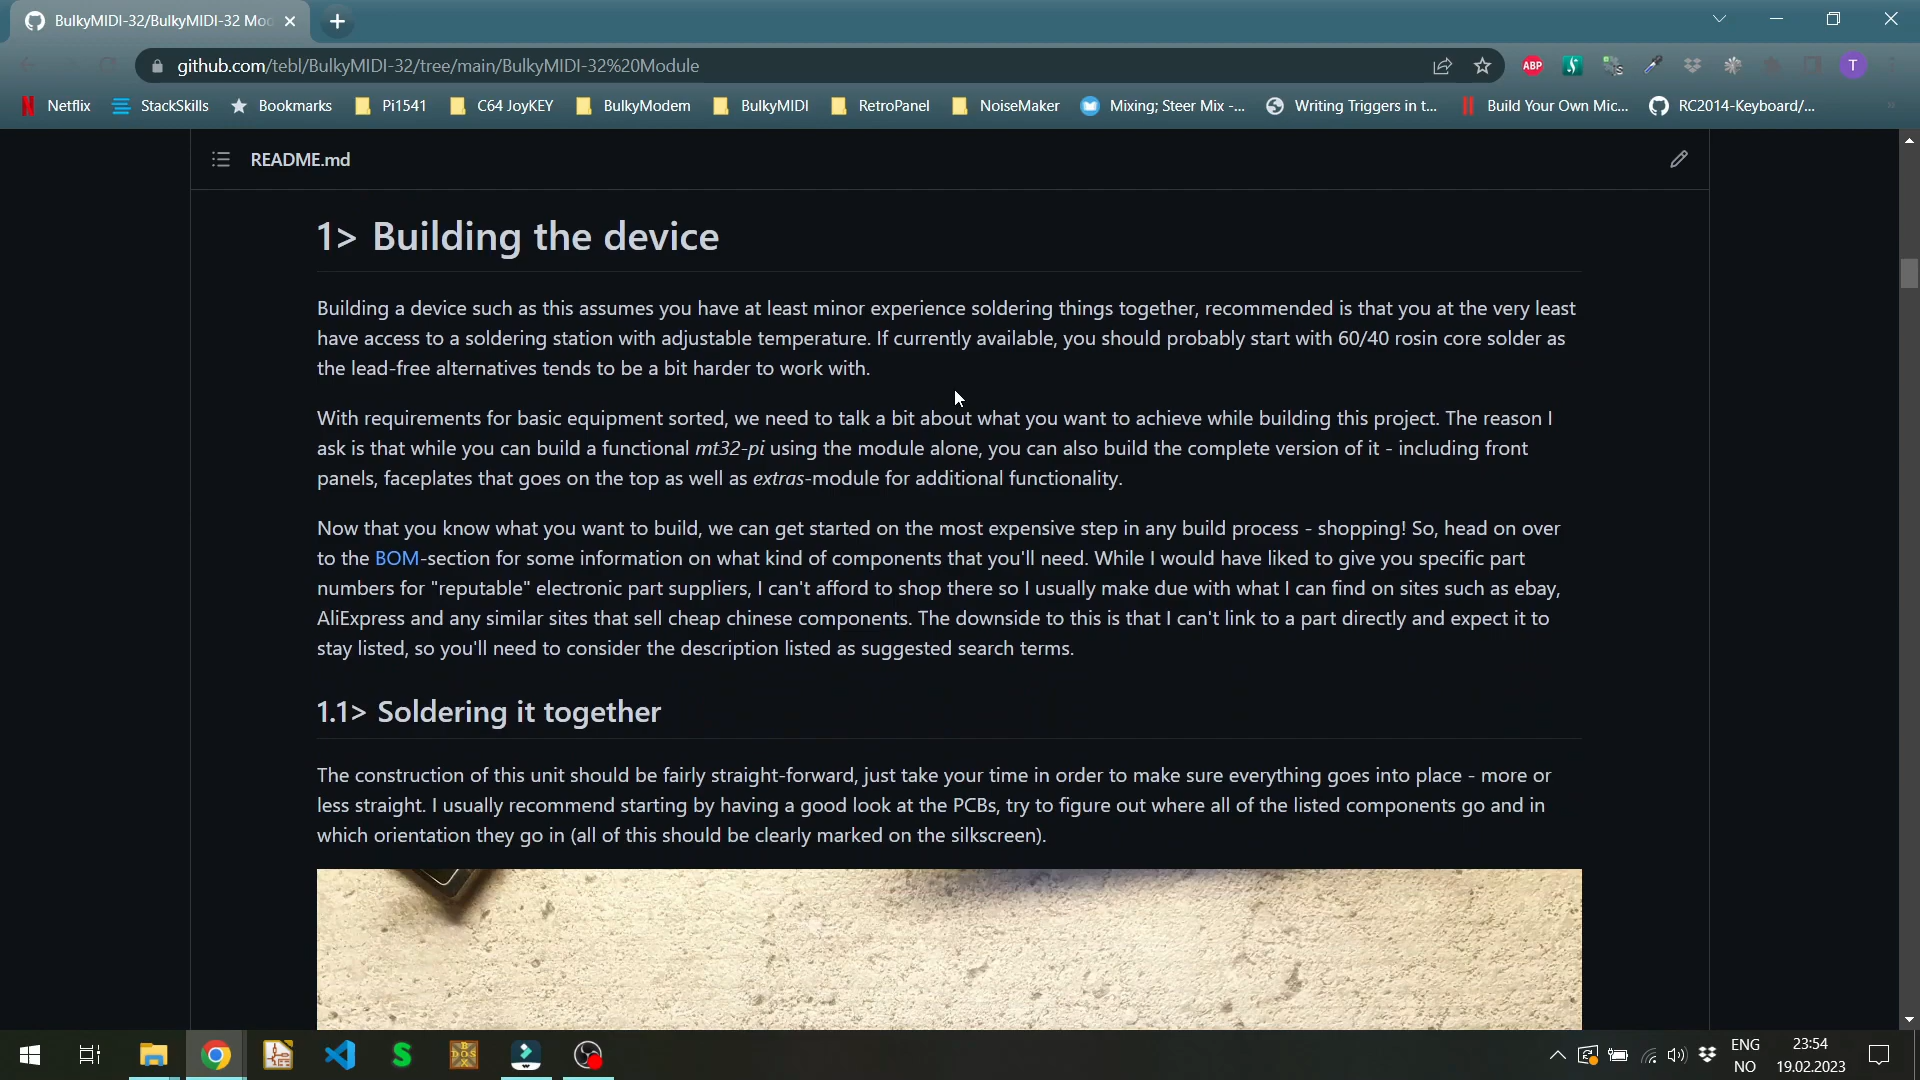 BulkyMIDI-32/BulkyMIDI-32 Mod
github.com/tebl/BulkyMIDI-32/tree/main/BulkyMIDI-32%20Module
ABP
T
Netflix StackSkills Bookmarks Pi1541 C64 JoyKEY BulkyModem BulkyMIDI RetroPanel NoiseMaker Mixing; Steer Mix -... Writing Triggers in t... Build Your Own Mic... RC2014-Keyboard/...
README.md
1> Building the device
Building a device such as this assumes you have at least minor experience soldering things together, recommended is that you at the very least
have access to a soldering station with adjustable temperature. If currently available, you should probably start with 60/40 rosin core solder as
the lead-free alternatives tends to be a bit harder to work with.
With requirements for basic equipment sorted, we need to talk a bit about what you want to achieve while building this project. The reason I
ask is that while you can build a functional mt32-pi using the module alone, you can also build the complete version of it - including front
panels, faceplates that goes on the top as well as extras-module for additional functionality.
Now that you know what you want to build, we can get started on the most expensive step in any build process - shopping! So, head on over
to the BOM-section for some information on what kind of components that you'll need. While I would have liked to give you specific part
numbers for "reputable" electronic part suppliers, I can't afford to shop there so I usually make due with what I can find on sites such as ebay,
AliExpress and any similar sites that sell cheap chinese components. The downside to this is that I can't link to a part directly and expect it to
stay listed, so you'll need to consider the description listed as suggested search terms.
1.1> Soldering it together
The construction of this unit should be fairly straight-forward, just take your time in order to make sure everything goes into place - more or
less straight. I usually recommend starting by having a good look at the PCBs, try to figure out where all of the listed components go and in
which orientation they go in (all of this should be clearly marked on the silkscreen).
S
DOS
ENG
NO
23:54
19.02.2023